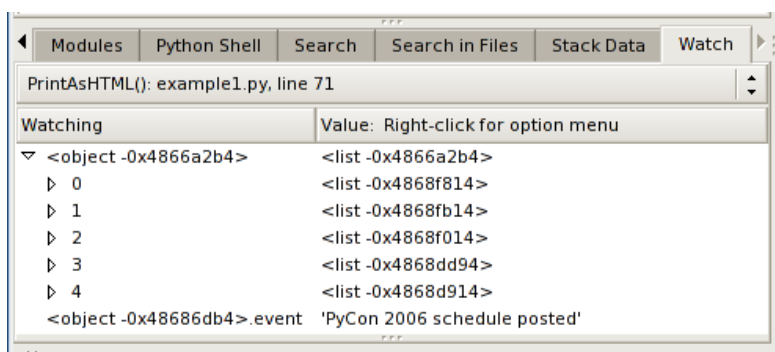 Modules Python Shell Search Search in Files Stack Data Watch
PrintAsHTML(): example1.py, line 71
Watching Value: Right-click for option menu
<object -0x4866a2b4> <list -0x4866a2b4>
0 <list -0x4868f814>
1 <list -0x4868fb14>
2 <list -0x4868f014>
3 <list -0x4868dd94>
4 <list -0x4868d914>
<object -0x48686db4>.event 'PyCon 2006 schedule posted'